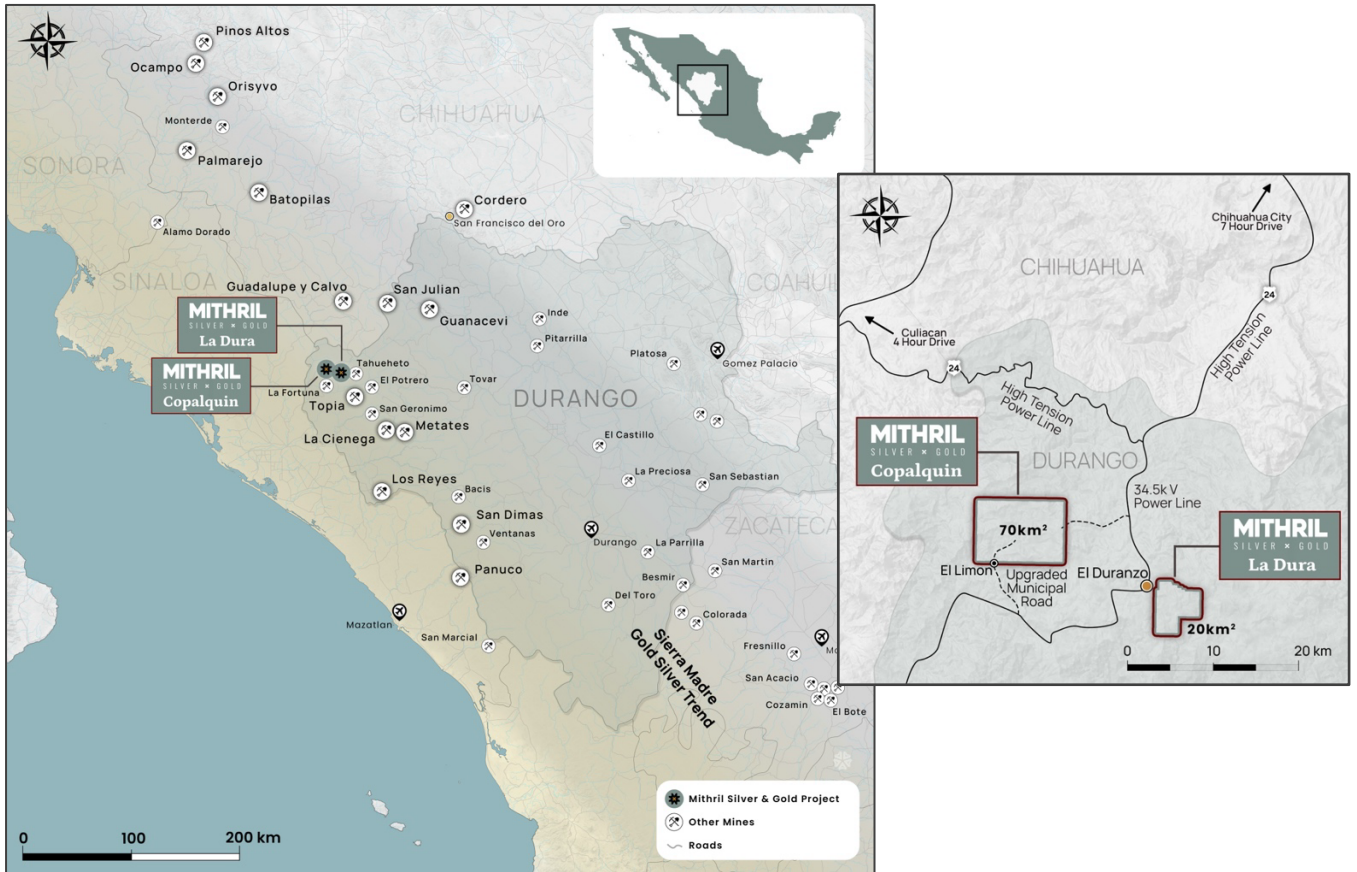 Pinos Altos
Ocampo
Orisyvo
Monterde
CHIHUAHUA
SONORA
Palmarejo
Batopilas
Cordero
San Francisco del Oro
Alamo Dorado
SINALOA
COAHUI
Guadalupe y Calvo
San Julian
Guanacevi
MITHRIL
SILVER × GOLD
La Dura
Inde
Pitarrilla
Platosa
Gomez Palacio
MITHRIL
SILVER × GOLD
Copalquin
Tahueheto
La Fortuna
El Potrero
Tovar
Topia
DURANGO
San Geronimo
La Cienega
Metates
El Castillo
Los Reyes
Bacis
La Preciosa
San Sebastian
San Dimas
ZACATECA
Ventanas
Durango
La Parrilla
San Martin
Panuco
Besmir
Del Toro
Colorada
Mazatlan
San Marcial
Sierra Madre
Gold Silver Trend
Fresnillo
San Acacio
Cozamin
El Bote
Mithril Silver & Gold Project
Other Mines
Roads
0 100 200 km
Chihuahua City
7 Hour Drive
CHIHUAHUA
24
Culiacan
4 Hour Drive
24
High Tension
Power Line
High Tension
Power Line
MITHRIL
SILVER × GOLD
Copalquin
DURANGO
34.5k V
Power Line
70km²
MITHRIL
SILVER × GOLD
La Dura
El Limon
Upgraded
Municipal
Road
El Duranzo
20km²
0 10 20 km